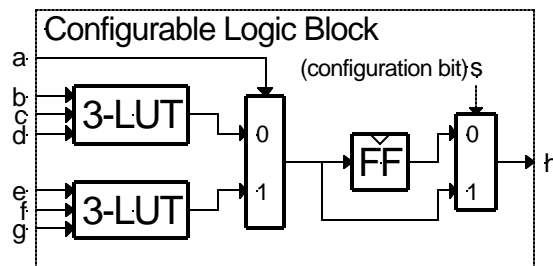 Configurable Logic Block
a
(configuration bit) s
b
c
d
3-LUT
0
1
FF
0
1
h
e
f
g
3-LUT